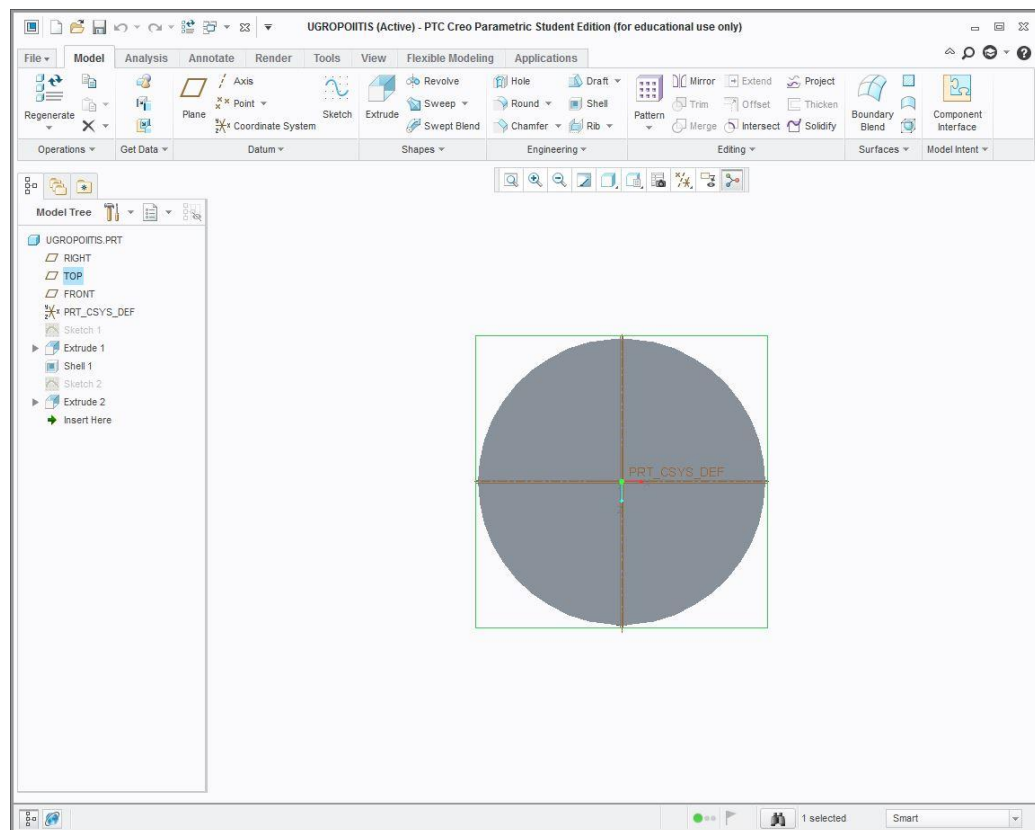 UGROPOIITIS (Active) - PTC Creo Parametric Student Edition (for educational use only)
File Model Analysis Annotate Render Tools View Flexible Modeling Applications
Regenerate
Plane
Axis
Point
Coordinate System
Sketch
Extrude
Revolve
Sweep
Swept Blend
Hole
Draft
Round
Shell
Chamfer
Rib
Pattern
Mirror
Extend
Project
Trim
Offset
Thicken
Merge
Intersect
Solidify
Boundary
Blend
Component
Interface
Operations Get Data Datum Shapes Engineering Editing Surfaces Model Intent
Model Tree
UGROPOIITIS.PRT
RIGHT
TOP
FRONT
PRT_CSYS_DEF
Sketch 1
Extrude 1
Shell 1
Sketch 2
Extrude 2
Insert Here
PRT_CSYS_DEF
1 selected
Smart